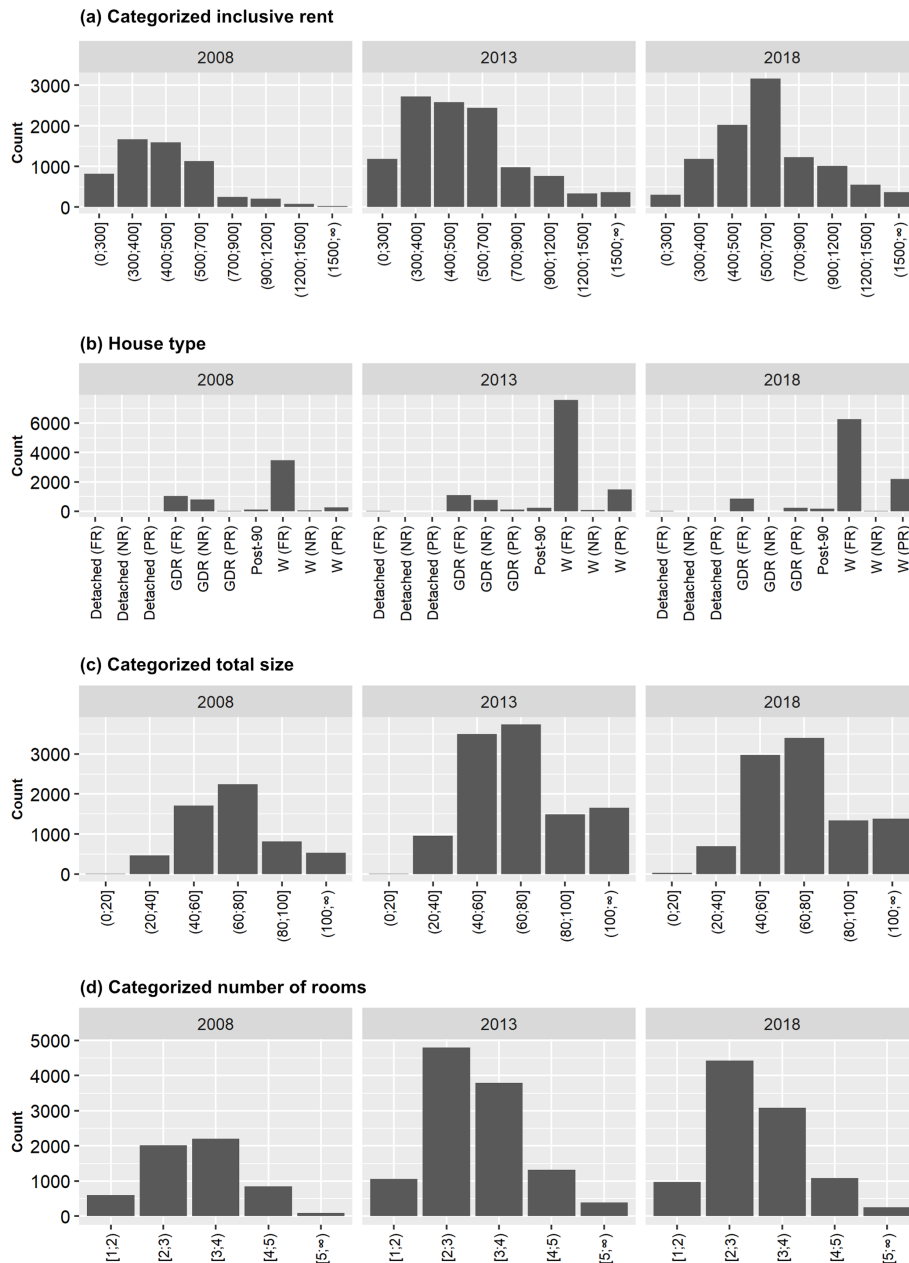 (a) Categorized inclusive rent
2008 2013 2018
Count
3000
2000
1000
0
(0;300] (300;400] (400;500] (500;700] (700;900] (900;1200] (1200;1500] (1500;∞) (0;300] (300;400] (400;500] (500;700] (700;900] (900;1200] (1200;1500] (1500;∞) (0;300] (300;400] (400;500] (500;700] (700;900] (900;1200] (1200;1500] (1500;∞)
(b) House type
2008 2013 2018
Count
6000
4000
2000
0
Detached (FR) Detached (NR) Detached (PR) GDR (FR) GDR (NR) GDR (PR) Post-90 W (FR) W (NR) W (PR) Detached (FR) Detached (NR) Detached (PR) GDR (FR) GDR (NR) GDR (PR) Post-90 W (FR) W (NR) W (PR) Detached (FR) Detached (NR) Detached (PR) GDR (FR) GDR (NR) GDR (PR) Post-90 W (FR) W (NR) W (PR)
(c) Categorized total size
2008 2013 2018
Count
3000
2000
1000
0
(0;20] (20;40] (40;60] (60;80] (80;100] (100;∞) (0;20] (20;40] (40;60] (60;80] (80;100] (100;∞) (0;20] (20;40] (40;60] (60;80] (80;100] (100;∞)
(d) Categorized number of rooms
2008 2013 2018
Count
5000
4000
3000
2000
1000
0
[1;2) [2;3) [3;4) [4;5) [5;∞) [1;2) [2;3) [3;4) [4;5) [5;∞) [1;2) [2;3) [3;4) [4;5) [5;∞)